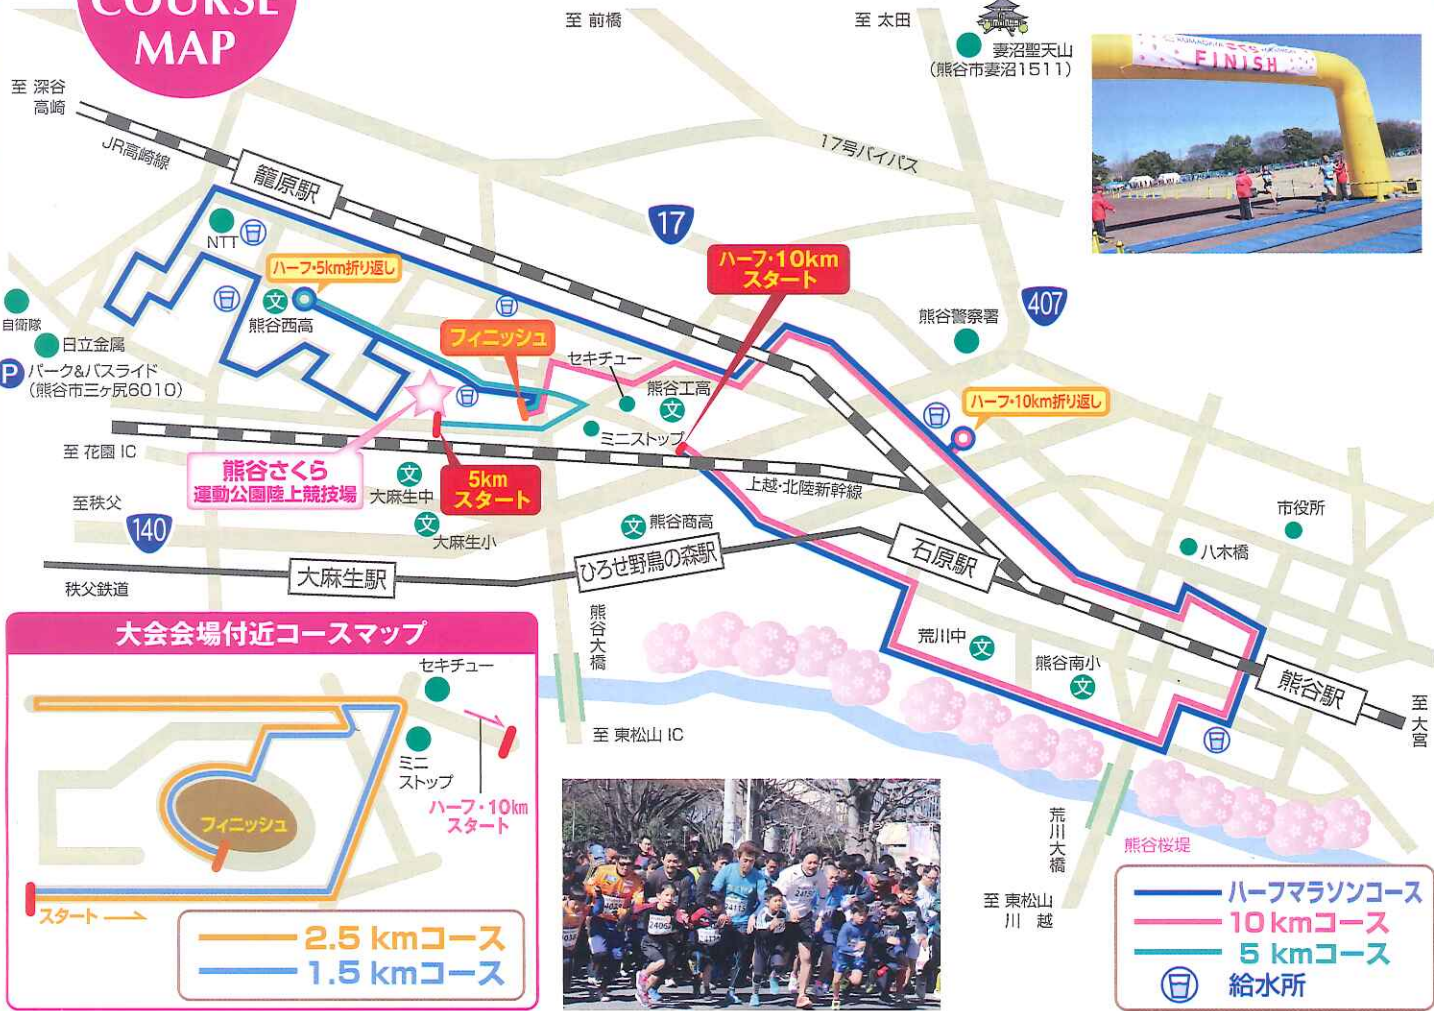 COURSE
MAP
至 前橋
至 太田
妻沼聖天山
(熊谷市妻沼1511)
FINISH
至 深谷
高崎
JR高崎線
籠原駅
17号バイパス
17
407
NTT
ハーフ・5km折り返し
熊谷西高
文
ハーフ・10km
スタート
熊谷警察署
自衛隊
日立金属
P パーク&バスライド
(熊谷市三ヶ尻6010)
フィニッシュ
セキチュー
熊谷工高
文
ハーフ・10km折り返し
ミニストップ
至 花園 IC
熊谷さくら
運動公園陸上競技場
5km
スタート
文
大麻生中
上越・北陸新幹線
至秩父
140
文
大麻生小
文 熊谷商高
市役所
八木橋
秩父鉄道
大麻生駅
ひろせ野鳥の森駅
石原駅
熊谷大橋
荒川中 文
熊谷南小
文
熊谷駅
至 大宮
至 東松山 IC
荒川大橋
熊谷桜堤
至 東松山
川 越
大会会場付近コースマップ
セキチュー
ミニ
ストップ
ハーフ・10km
スタート
フィニッシュ
スタート
2.5 kmコース
1.5 kmコース
ハーフマラソンコース
10 kmコース
5 kmコース
給水所